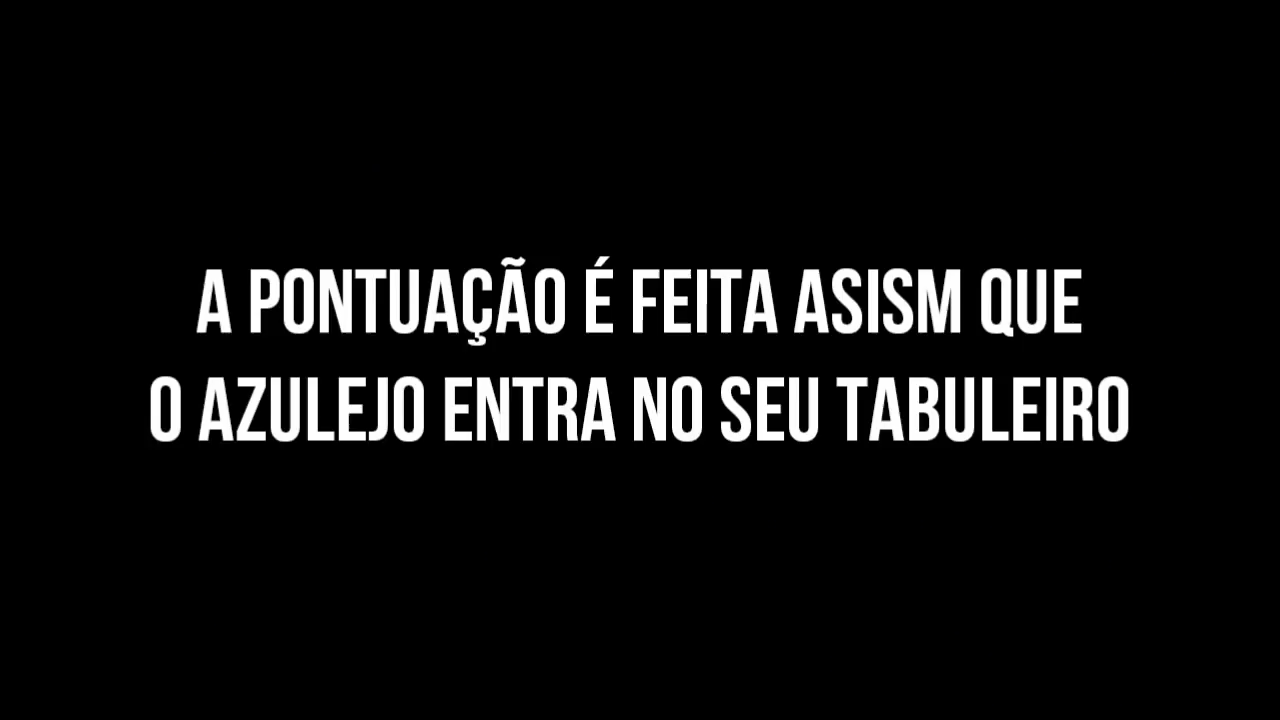 A PONTUAÇÃO É FEITA ASISM QUE
O AZULEJO ENTRA NO SEU TABULEIRO